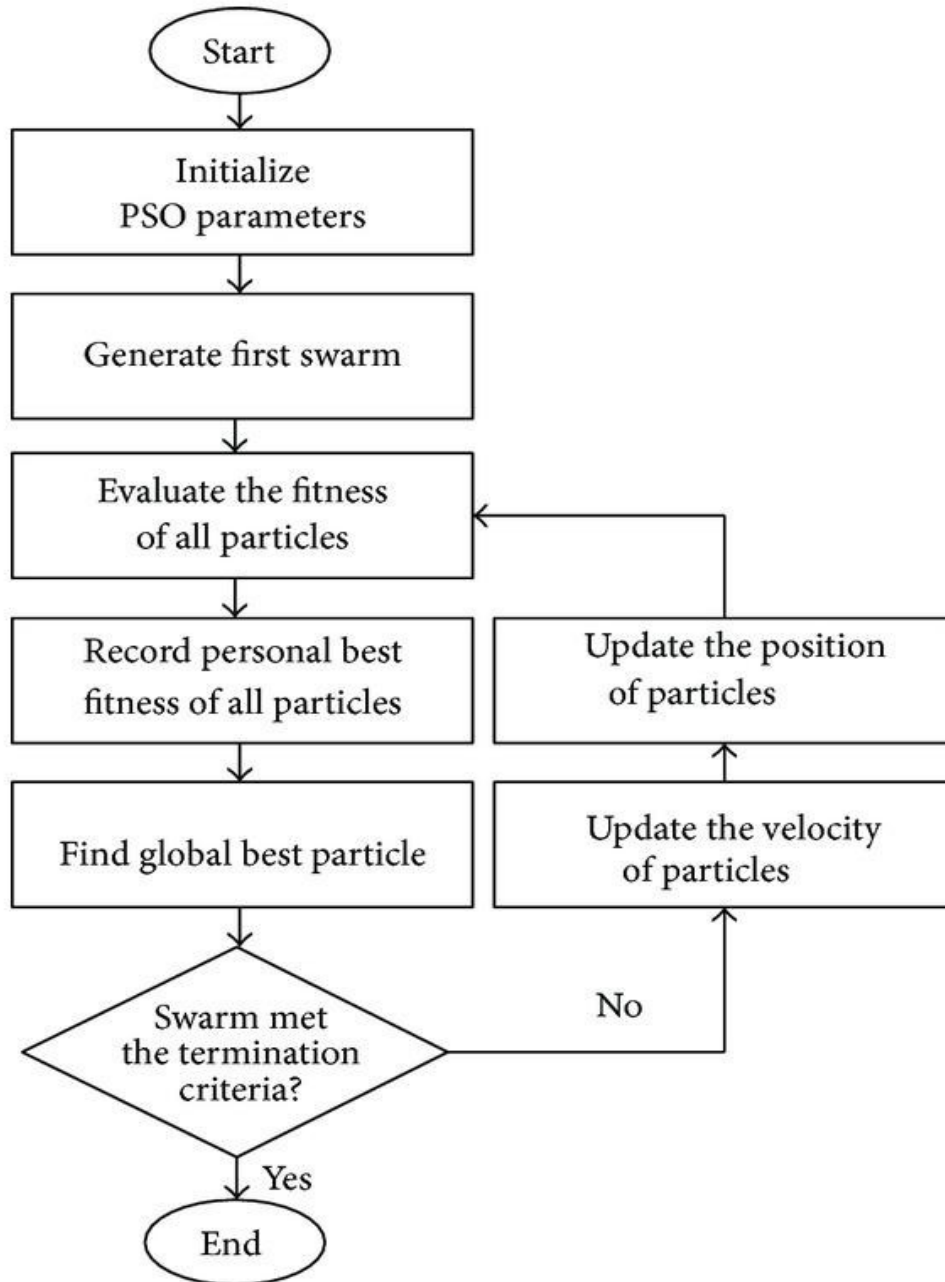 Start
Initialize
PSO parameters
Generate first swarm
Evaluate the fitness
of all particles
Record personal best
fitness of all particles
Find global best particle
Swarm met
the termination
criteria?
Yes
End
No
Update the velocity
of particles
Update the position
of particles